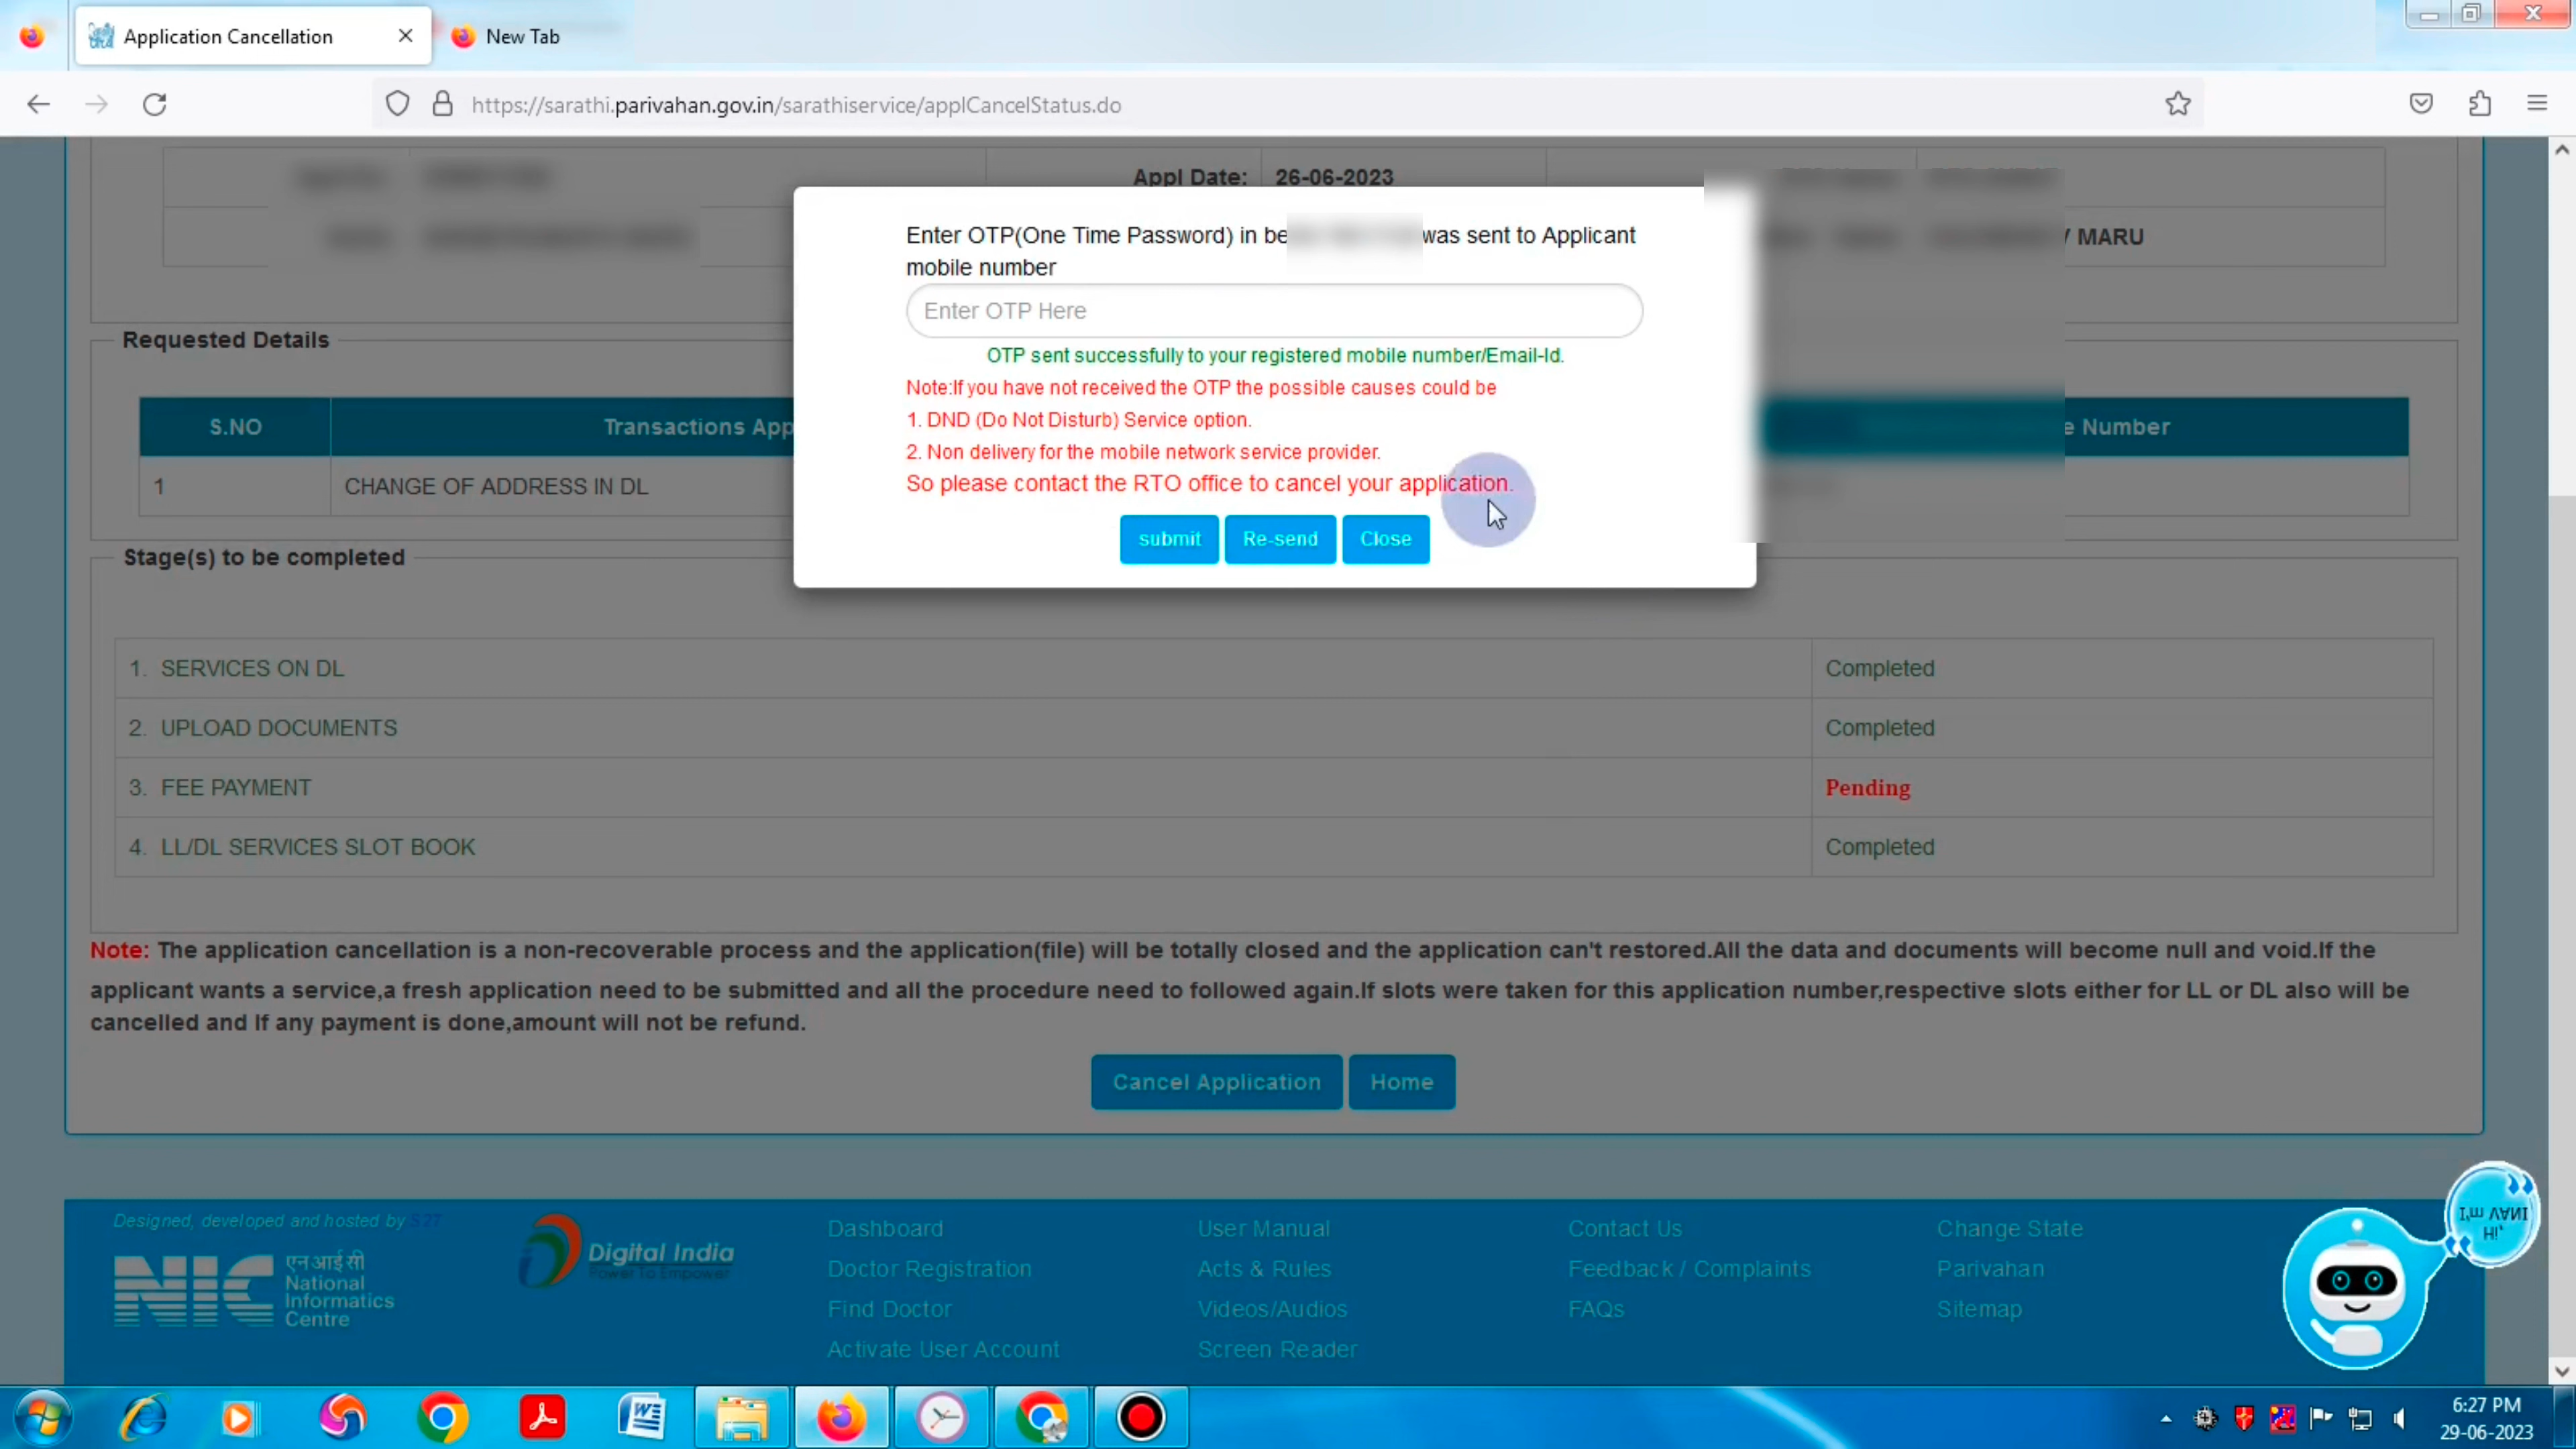 Application Cancellation
New Tab
https://sarathi.parivahan.gov.in/sarathiservice/applCancelStatus.do
Appl Date: 26-06-2023
MARU
Enter OTP(One Time Password) in be was sent to Applicant
mobile number
Enter OTP Here
OTP sent successfully to your registered mobile number/Email-Id.
Note:If you have not received the OTP the possible causes could be
1. DND (Do Not Disturb) Service option.
2. Non delivery for the mobile network service provider.
So please contact the RTO office to cancel your application.
submit Re-send Close
Requested Details
S.NO Transactions App e Number
1 CHANGE OF ADDRESS IN DL
Stage(s) to be completed
1. SERVICES ON DL Completed
2. UPLOAD DOCUMENTS Completed
3. FEE PAYMENT Pending
4. LL/DL SERVICES SLOT BOOK Completed
Note: The application cancellation is a non-recoverable process and the application(file) will be totally closed and the application can't restored.All the data and documents will become null and void.If the
applicant wants a service,a fresh application need to be submitted and all the procedure need to followed again.If slots were taken for this application number,respective slots either for LL or DL also will be
cancelled and If any payment is done,amount will not be refund.
Cancel Application Home
Designed, developed and hosted by
NIC
एन आई सी
National
Informatics
Centre
Digital India
Power To Empower
Dashboard
Doctor Registration
Find Doctor
Activate User Account
User Manual
Acts & Rules
Videos/Audios
Screen Reader
Contact Us
Feedback / Complaints
FAQs
Change State
Parivahan
Sitemap
Hi,
I'm VANI
6:27 PM
29-06-2023